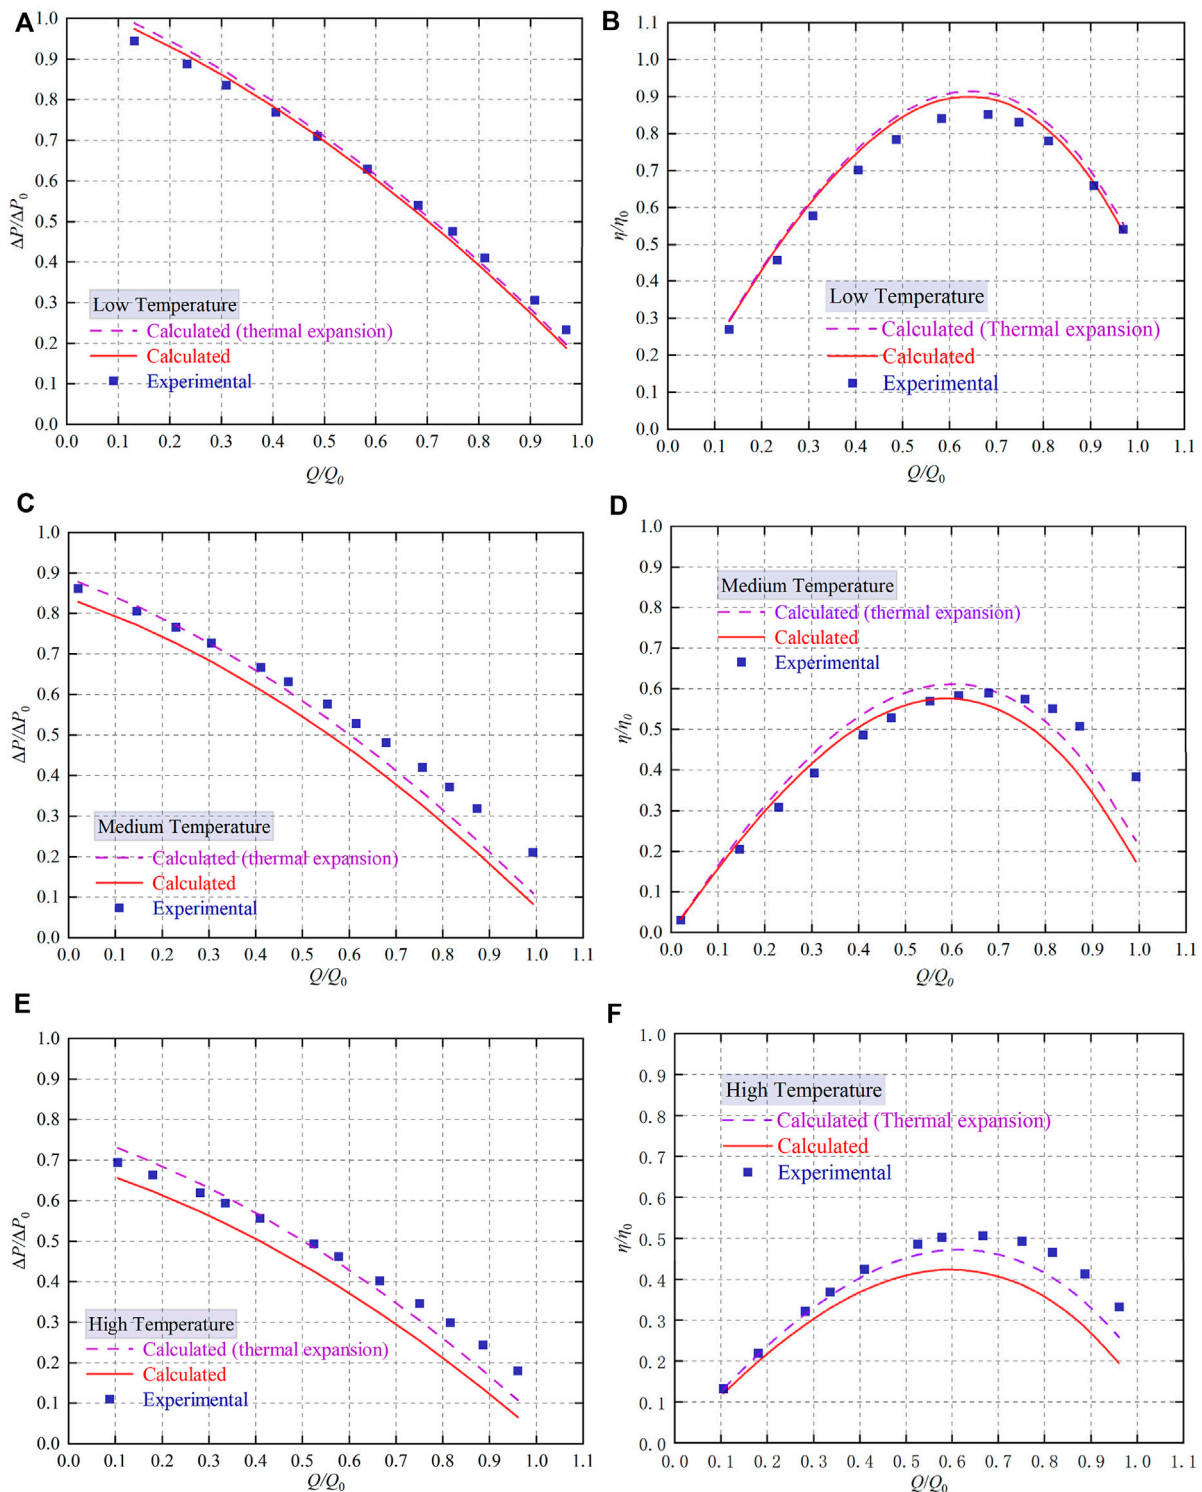 A
1.0
0.9
0.8
0.7
0.6
0.5
0.4
0.3
0.2
0.1
0.0
ΔP/ΔP₀
Low Temperature
Calculated (thermal expansion)
Calculated
Experimental
0.0 0.1 0.2 0.3 0.4 0.5 0.6 0.7 0.8 0.9 1.0
Q/Q₀
B
1.1
1.0
0.9
0.8
0.7
0.6
0.5
0.4
0.3
0.2
0.1
0.0
η/η₀
Low Temperature
Calculated (Thermal expansion)
Calculated
Experimental
0.0 0.1 0.2 0.3 0.4 0.5 0.6 0.7 0.8 0.9 1.0 1.1
Q/Q₀
C
1.0
0.9
0.8
0.7
0.6
0.5
0.4
0.3
0.2
0.1
0.0
ΔP/ΔP₀
Medium Temperature
Calculated (thermal expansion)
Calculated
Experimental
0.0 0.1 0.2 0.3 0.4 0.5 0.6 0.7 0.8 0.9 1.0 1.1
Q/Q₀
D
1.0
0.9
0.8
0.7
0.6
0.5
0.4
0.3
0.2
0.1
0.0
η/η₀
Medium Temperature
Calculated (thermal expansion)
Calculated
Experimental
0.0 0.1 0.2 0.3 0.4 0.5 0.6 0.7 0.8 0.9 1.0 1.1
Q/Q₀
E
1.0
0.9
0.8
0.7
0.6
0.5
0.4
0.3
0.2
0.1
0.0
ΔP/ΔP₀
High Temperature
Calculated (thermal expansion)
Calculated
Experimental
0.0 0.1 0.2 0.3 0.4 0.5 0.6 0.7 0.8 0.9 1.0 1.1
Q/Q₀
F
1.0
0.9
0.8
0.7
0.6
0.5
0.4
0.3
0.2
0.1
0.0
η/η₀
High Temperature
Calculated (Thermal expansion)
Calculated
Experimental
0.0 0.1 0.2 0.3 0.4 0.5 0.6 0.7 0.8 0.9 1.0 1.1
Q/Q₀